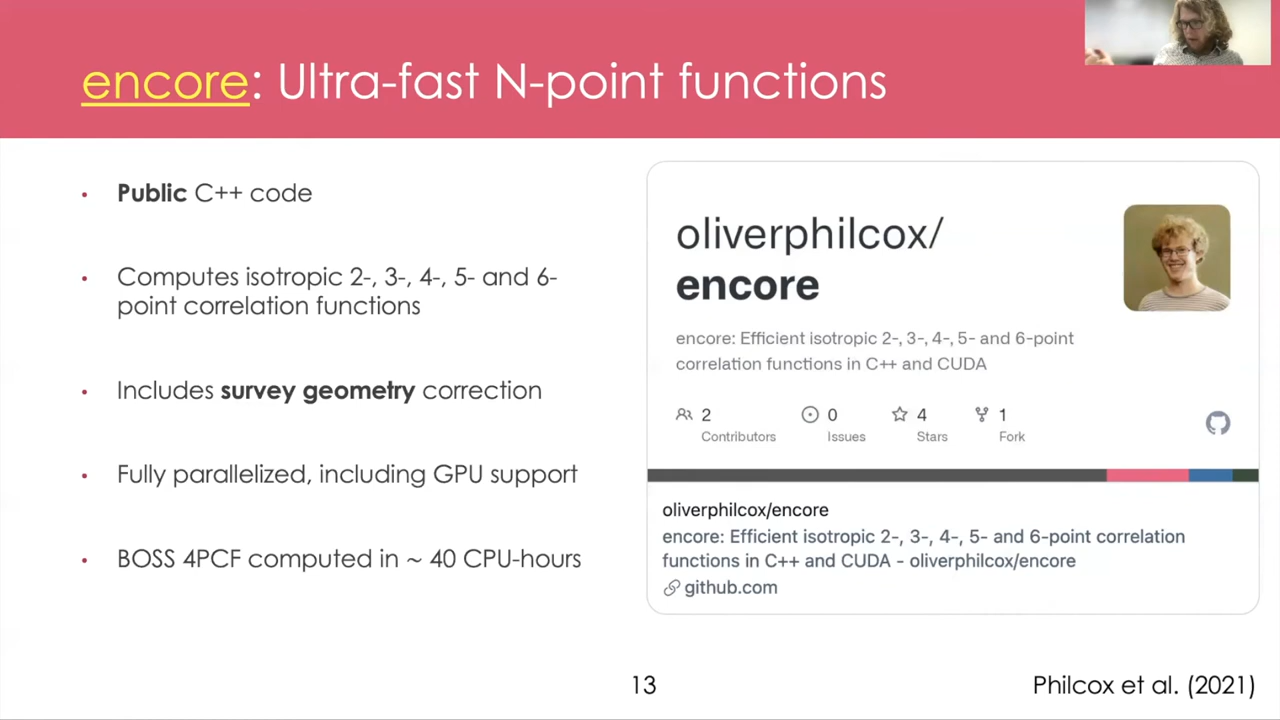 encore: Ultra-fast N-point functions
• Public C++ code
• Computes isotropic 2-, 3-, 4-, 5- and 6-
point correlation functions
• Includes survey geometry correction
• Fully parallelized, including GPU support
• BOSS 4PCF computed in ~ 40 CPU-hours
oliverphilcox/
encore
encore: Efficient isotropic 2-, 3-, 4-, 5- and 6-point
correlation functions in C++ and CUDA
2 Contributors
0 Issues
4 Stars
1 Fork
oliverphilcox/encore
encore: Efficient isotropic 2-, 3-, 4-, 5- and 6-point correlation
functions in C++ and CUDA - oliverphilcox/encore
github.com
13
Philcox et al. (2021)